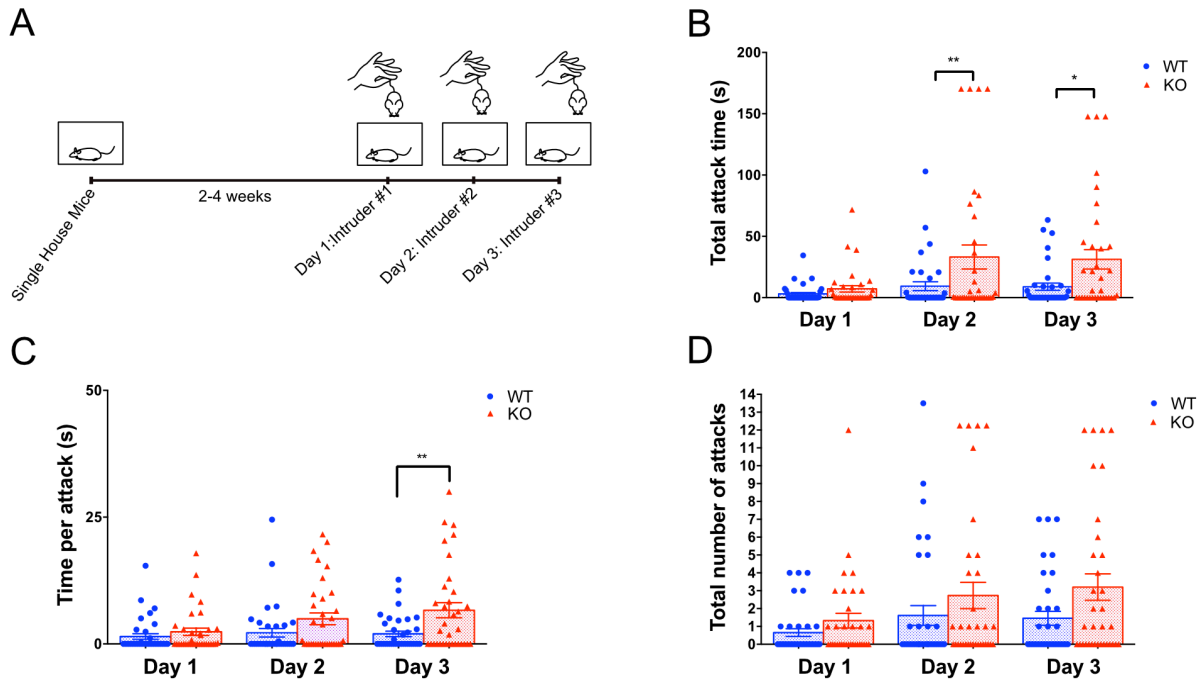 A
Single House Mice
2-4 weeks
Day 1:Intruder #1
Day 2: Intruder #2
Day 3: Intruder #3
B
Total attack time (s)
200
150
100
50
0
**
*
WT
KO
Day 1
Day 2
Day 3
C
Time per attack (s)
50
25
0
**
WT
KO
Day 1
Day 2
Day 3
D
Total number of attacks
14
13
12
11
10
9
8
7
6
5
4
3
2
1
0
WT
KO
Day 1
Day 2
Day 3